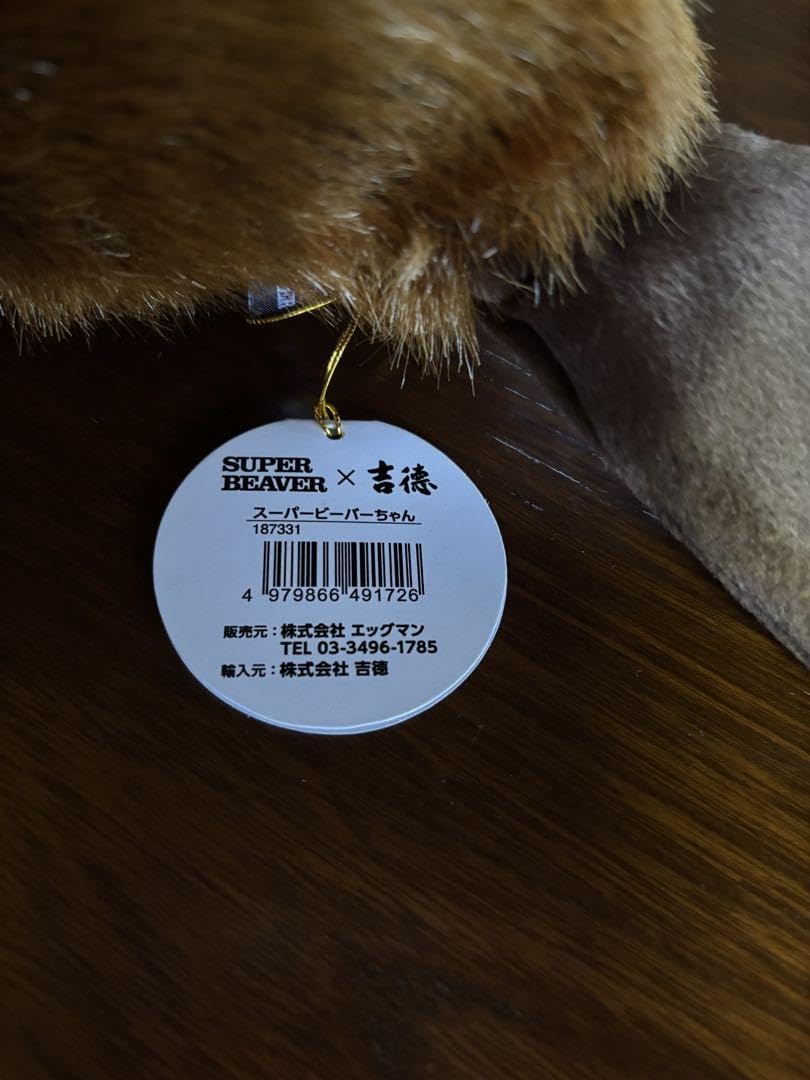 SUPER
BEAVER × 吉徳
スーパービーバーちゃん
187331
4 979866 491726
販売元：株式会社 エッグマン
TEL 03-3496-1785
輸入元：株式会社 吉徳